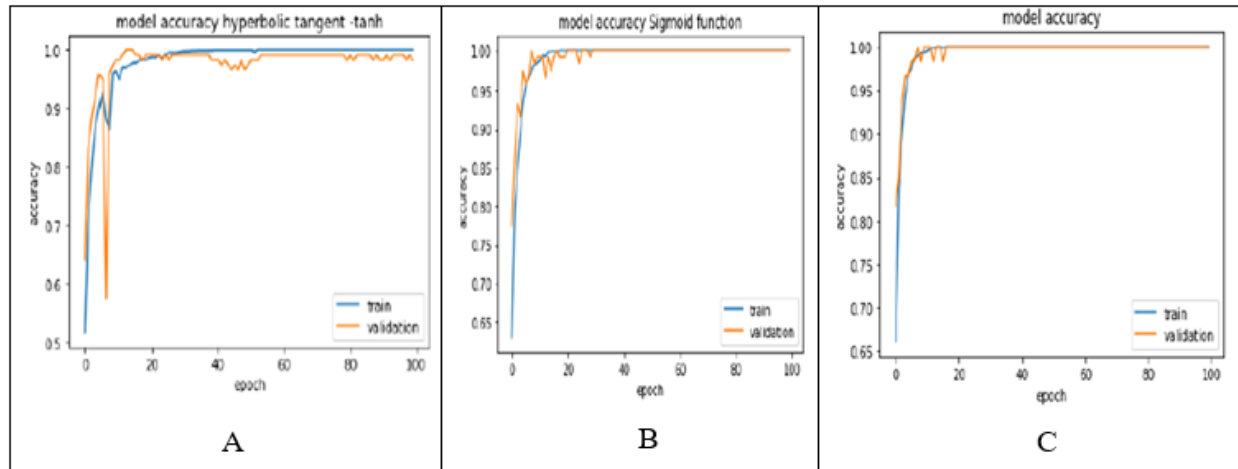 model accuracy hyperbolic tangent -tanh
1.0
0.9
0.8
0.7
0.6
0.5
accuracy
0 20 40 60 80 100
epoch
train
validation
A
model accuracy Sigmoid function
1.00
0.95
0.90
0.85
0.80
0.75
0.70
0.65
accuracy
0 20 40 60 80 100
epoch
train
validation
B
model accuracy
1.00
0.95
0.90
0.85
0.80
0.75
0.70
0.65
accuracy
0 20 40 60 80 100
epoch
train
validation
C